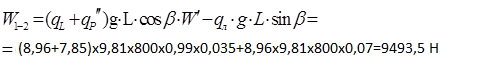 W₁₋₂=(q_L+q_P″)g·L·cosβ·W′−q_л·g·L·sinβ=
= (8,96+7,85)x9,81x800x0,99x0,035+8,96x9,81x800x0,07=9493,5 Н